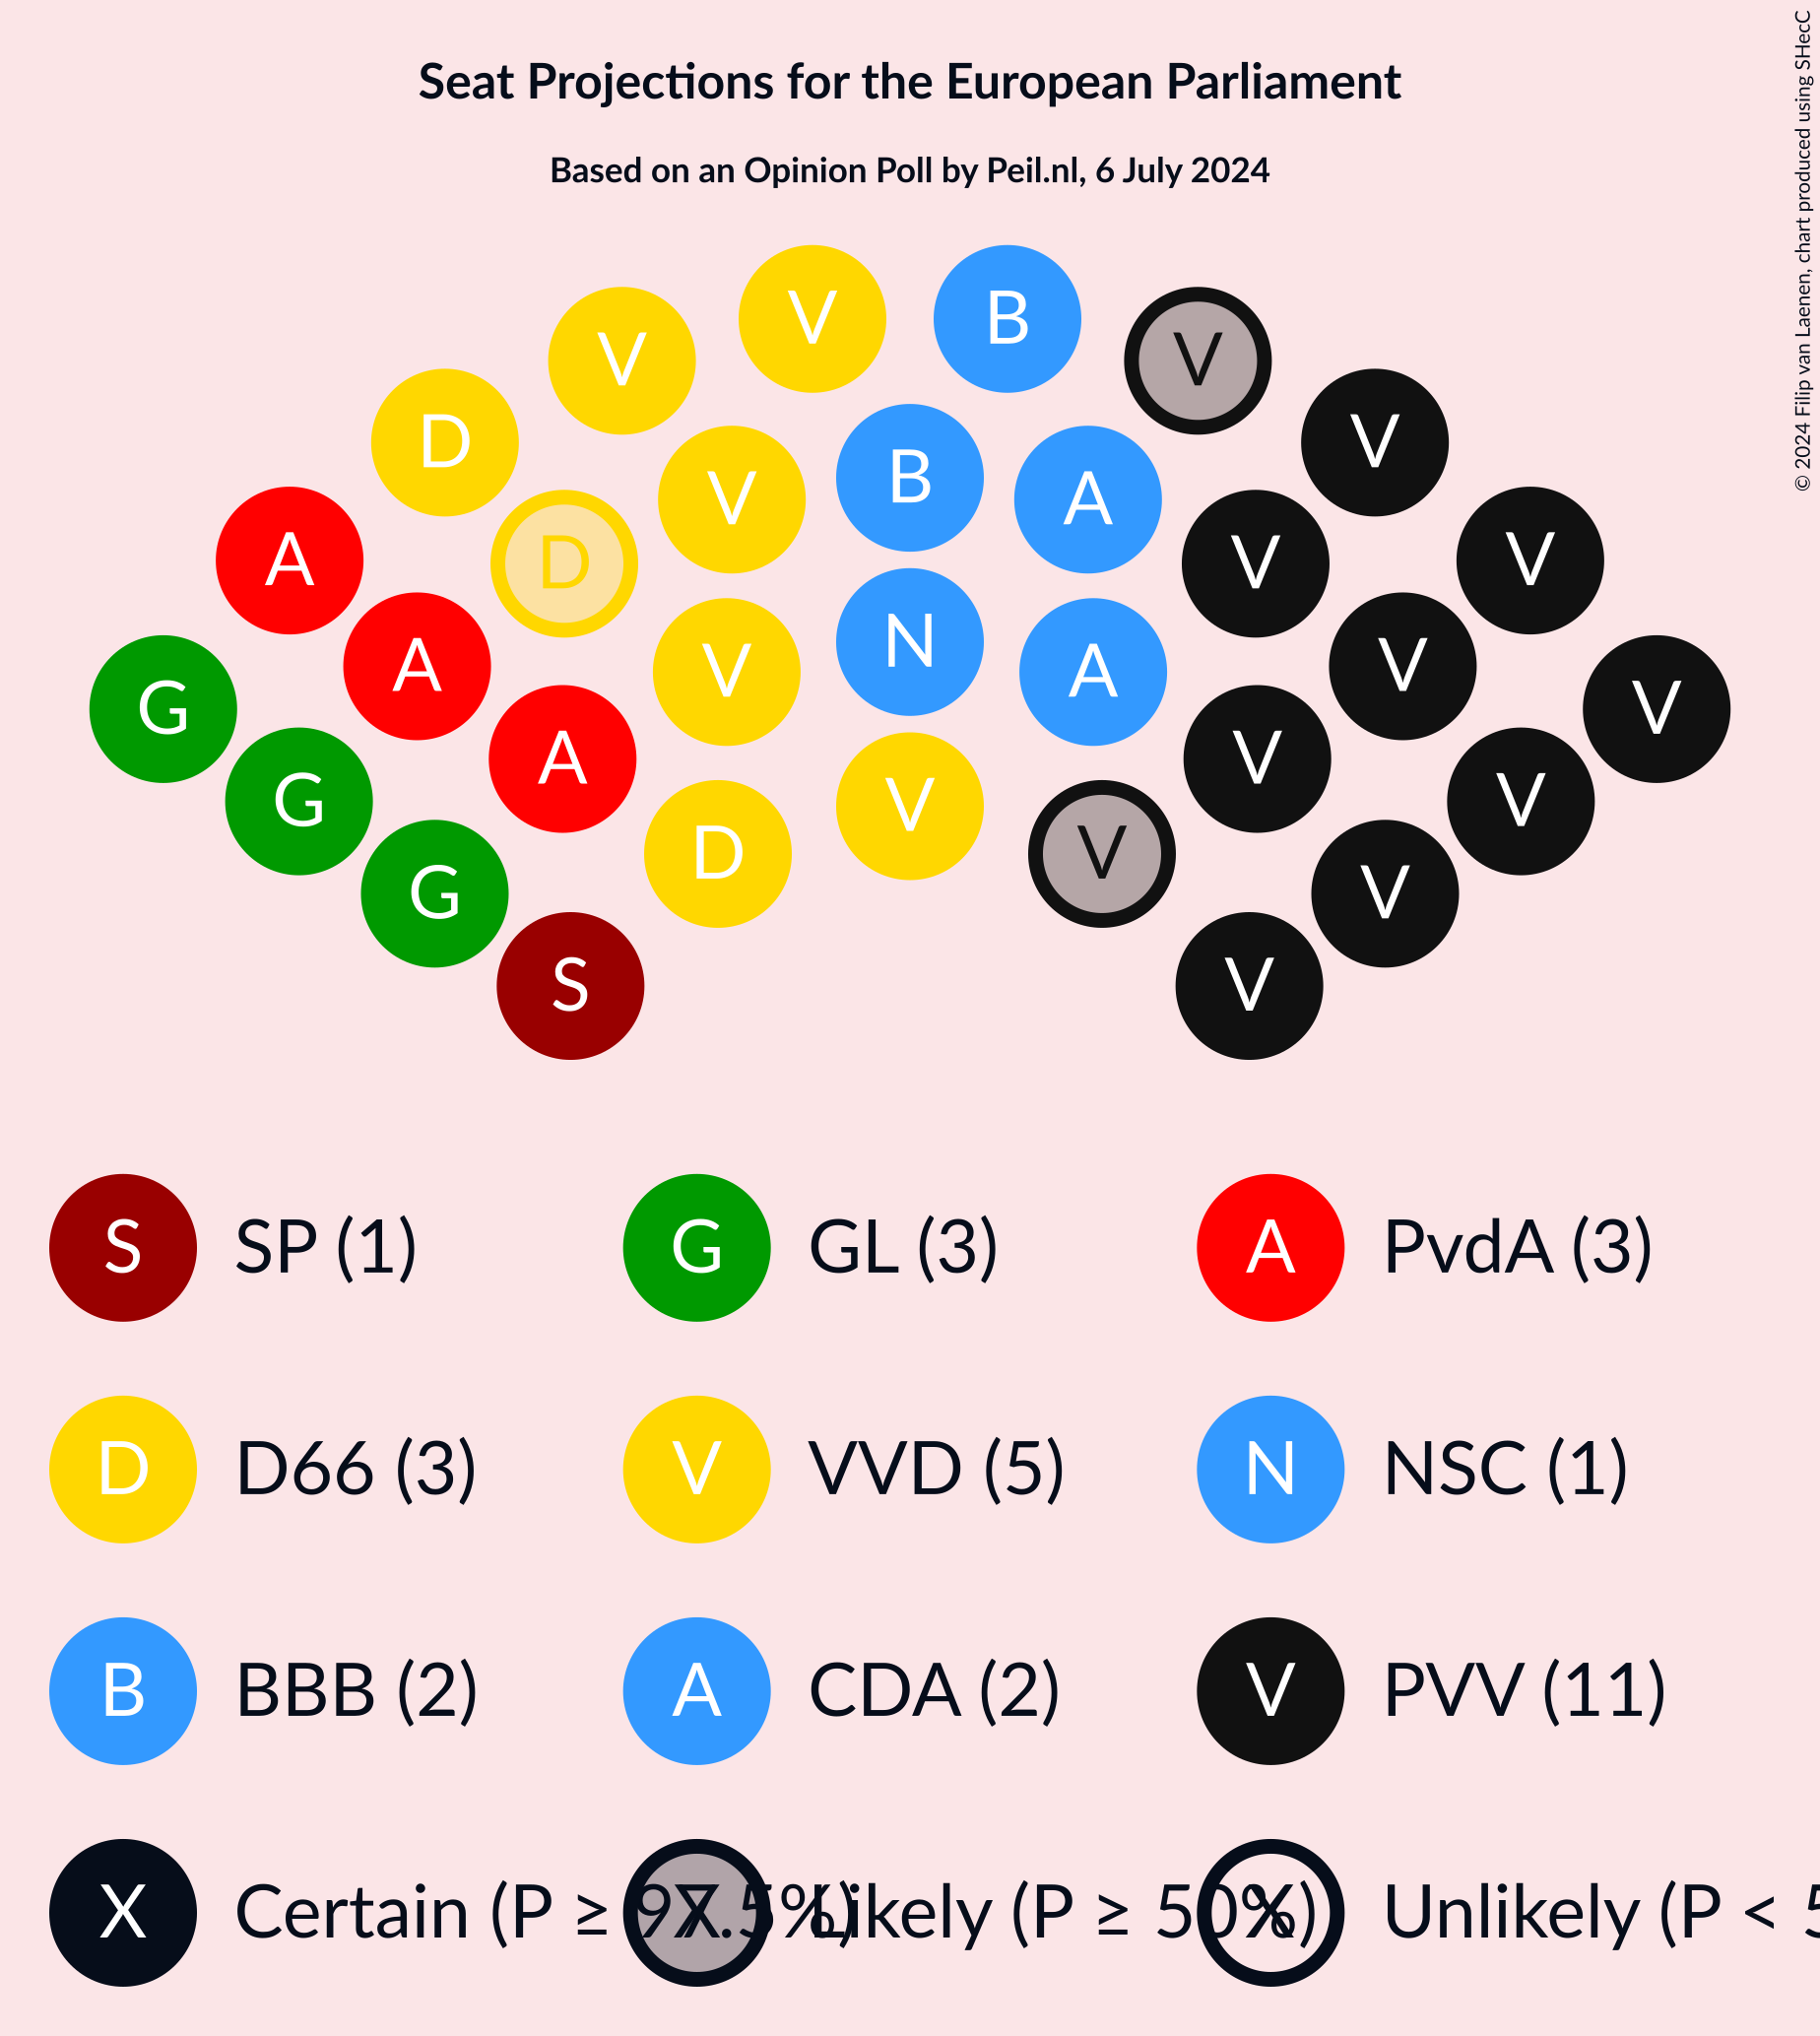 Seat Projections for the European Parliament
Based on an Opinion Poll by Peil.nl, 6 July 2024
© 2024 Filip van Laenen, chart produced using SHecC
V V B V
D V B A V
A D V N A V V
G A V V V V
G A D V V V V
G V
S V
S SP (1) G GL (3) A PvdA (3)
D D66 (3) V VVD (5) N NSC (1)
B BBB (2) A CDA (2) V PVV (11)
X Certain (P ≥ 97.5%) X Likely (P ≥ 50%) X Unlikely (P < 5